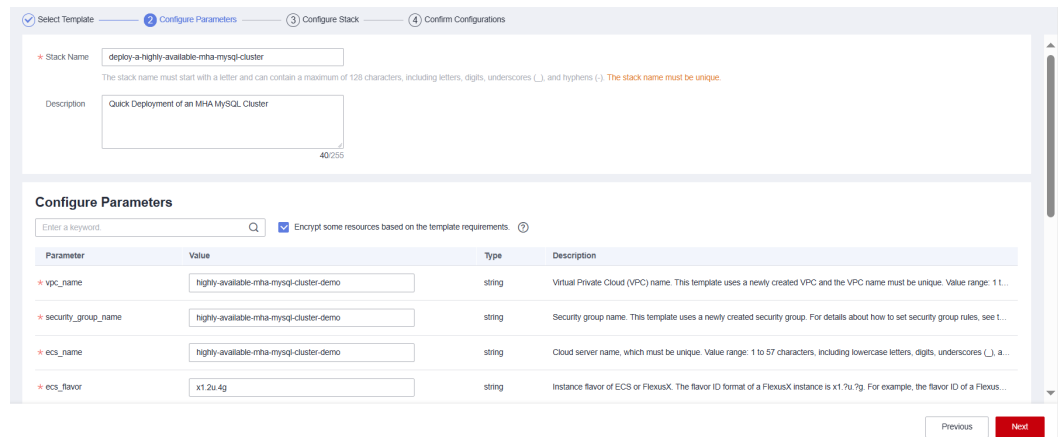 Select Template 2 Configure Parameters 3 Configure Stack 4 Confirm Configurations
* Stack Name deploy-a-highly-available-mha-mysql-cluster
The stack name must start with a letter and can contain a maximum of 128 characters, including letters, digits, underscores (_), and hyphens (-). The stack name must be unique.
Description Quick Deployment of an MHA MySQL Cluster
40/255
Configure Parameters
Enter a keyword. Encrypt some resources based on the template requirements. ?
Parameter Value Type Description
* vpc_name highly-available-mha-mysql-cluster-demo string Virtual Private Cloud (VPC) name. This template uses a newly created VPC and the VPC name must be unique. Value range: 1 t...
* security_group_name highly-available-mha-mysql-cluster-demo string Security group name. This template uses a newly created security group. For details about how to set security group rules, see t...
* ecs_name highly-available-mha-mysql-cluster-demo string Cloud server name, which must be unique. Value range: 1 to 57 characters, including lowercase letters, digits, underscores (_), a...
* ecs_flavor x1.2u.4g string Instance flavor of ECS or FlexusX. The flavor ID format of a FlexusX instance is x1.?u.?g. For example, the flavor ID of a Flexus...
Previous Next